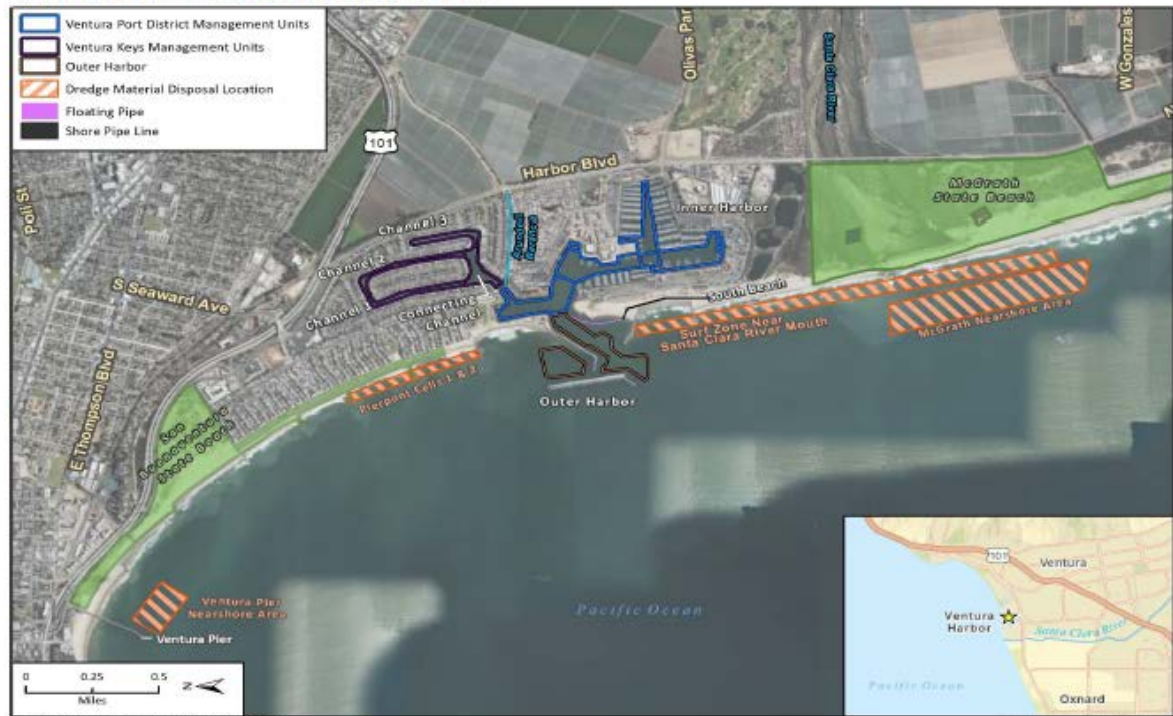 Ventura Port District Management Units
Ventura Keys Management Units
Outer Harbor
Dredge Material Disposal Location
Floating Pipe
Shore Pipe Line
101
Olivas Par
Santa Clara River
W Gonzales
Poli St
Harbor Blvd
McGrath
State Beach
Inner Harbor
Channel 3
Channel 2
Channel 1
Connecting
Channel
S Seaward Ave
South Beach
Surf Zone Near
Santa Clara River Mouth
McGrath Nearshore Area
Pierpont Cells 1 & 2
Outer Harbor
E Thompson Blvd
San
Buenaventura
State Beach
Ventura Pier
Nearshore Area
Ventura Pier
Pacific Ocean
0 0.25 0.5
Miles
N
101
Ventura
Ventura
Harbor
Santa Clara River
Pacific Ocean
Oxnard